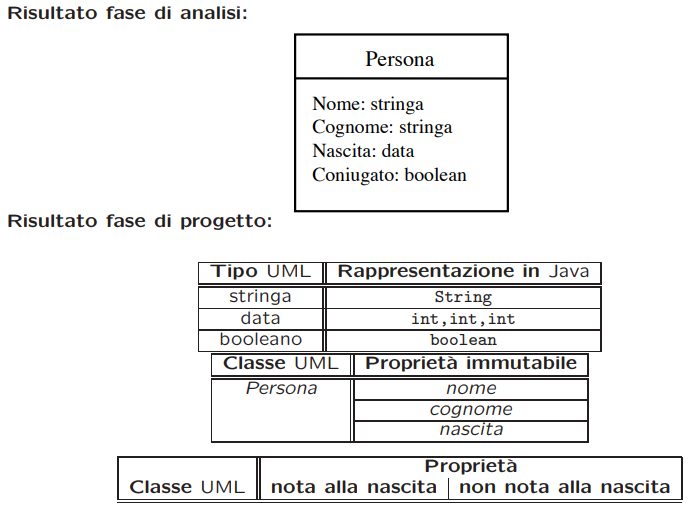 Risultato fase di analisi:
Persona
Nome: stringa
Cognome: stringa
Nascita: data
Coniugato: boolean
Risultato fase di progetto:
Tipo UML Rappresentazione in Java
stringa String
data int,int,int
booleano boolean
Classe UML Proprietà immutabile
Persona nome
cognome
nascita
Proprietà
Classe UML nota alla nascita non nota alla nascita